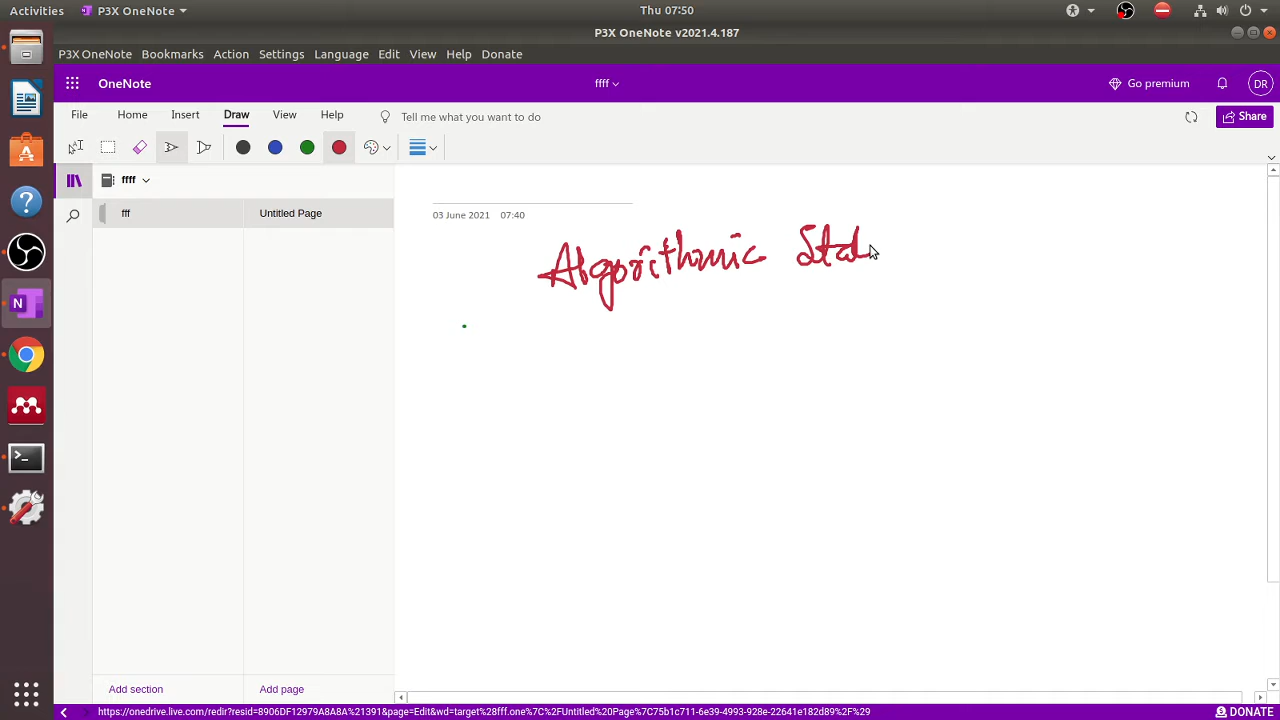 Activities P3X OneNote Thu 07:50
P3X OneNote v2021.4.187
P3X OneNote Bookmarks Action Settings Language Edit View Help Donate
OneNote ffff Go premium DR
File Home Insert Draw View Help Tell me what you want to do Share
ffff
fff Untitled Page
03 June 2021 07:40
Algorithmic Stat
Add section Add page
https://onedrive.live.com/redir?resid=8906DF12979A8A8A%21391&page=Edit&wd=target%28fff.one%7C%2FUntitled%20Page%7C75b1c711-6e39-4993-928e-22641e182d89%2F%29 DONATE